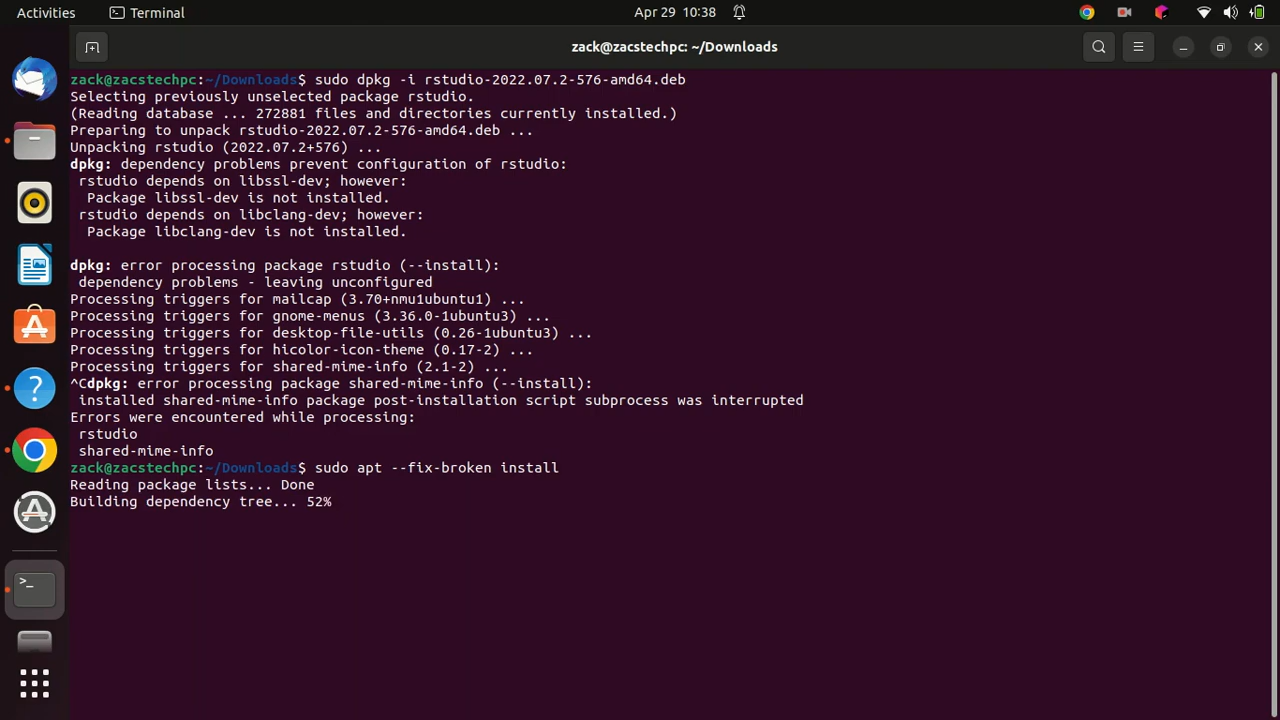 Activities
Terminal
Apr 29 10:38
zack@zacstechpc: ~/Downloads
zack@zacstechpc:~/Downloads$ sudo dpkg -i rstudio-2022.07.2-576-amd64.deb
Selecting previously unselected package rstudio.
(Reading database ... 272881 files and directories currently installed.)
Preparing to unpack rstudio-2022.07.2-576-amd64.deb ...
Unpacking rstudio (2022.07.2+576) ...
dpkg: dependency problems prevent configuration of rstudio:
 rstudio depends on libssl-dev; however:
  Package libssl-dev is not installed.
 rstudio depends on libclang-dev; however:
  Package libclang-dev is not installed.
dpkg: error processing package rstudio (--install):
 dependency problems - leaving unconfigured
Processing triggers for mailcap (3.70+nmu1ubuntu1) ...
Processing triggers for gnome-menus (3.36.0-1ubuntu3) ...
Processing triggers for desktop-file-utils (0.26-1ubuntu3) ...
Processing triggers for hicolor-icon-theme (0.17-2) ...
Processing triggers for shared-mime-info (2.1-2) ...
^Cdpkg: error processing package shared-mime-info (--install):
 installed shared-mime-info package post-installation script subprocess was interrupted
Errors were encountered while processing:
 rstudio
 shared-mime-info
zack@zacstechpc:~/Downloads$ sudo apt --fix-broken install
Reading package lists... Done
Building dependency tree... 52%